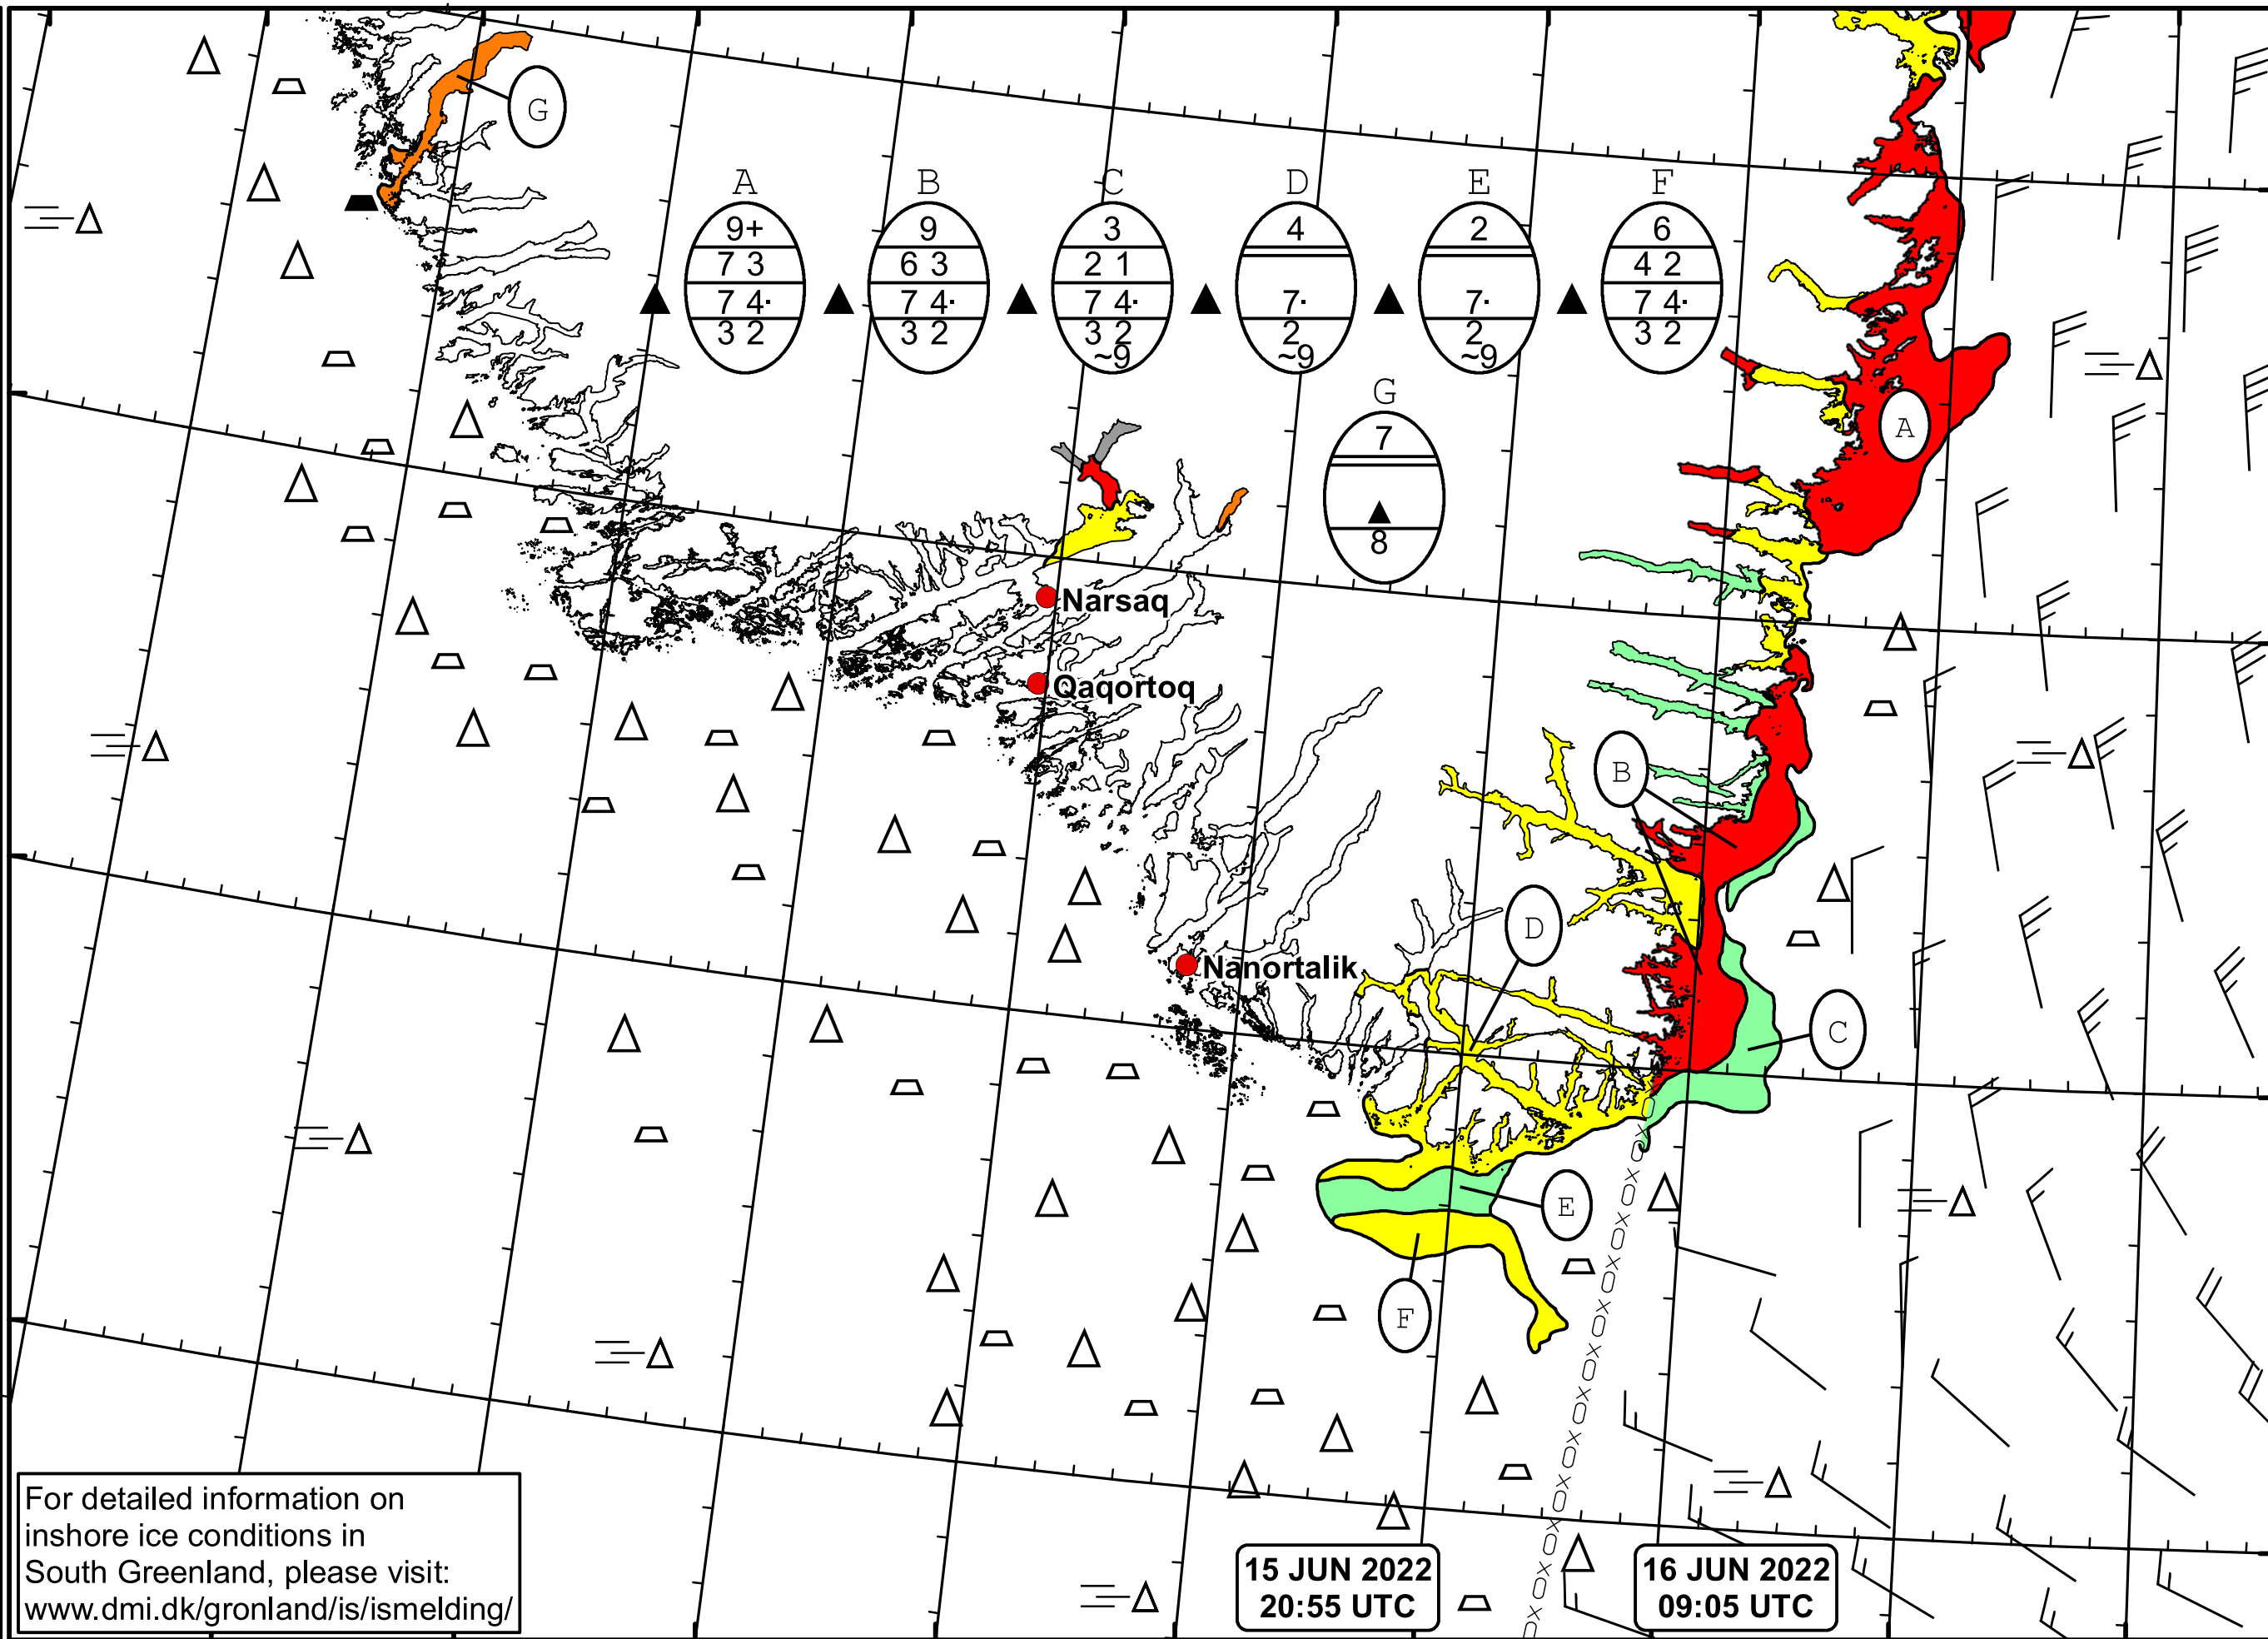 G
A B C D E F
9+ 9 3 4 2 6
7 3 6 3 2 1 4 2
7 4· 7 4· 7 4· 7· 7· 7 4·
3 2 3 2 3 2 2 2 3 2
~9 ~9 ~9
G
7
8
A
Narsaq
Qaqortoq
B
D
Nanortalik
C
E
F
For detailed information on
inshore ice conditions in
South Greenland, please visit:
www.dmi.dk/gronland/is/ismelding/
15 JUN 2022
20:55 UTC
16 JUN 2022
09:05 UTC